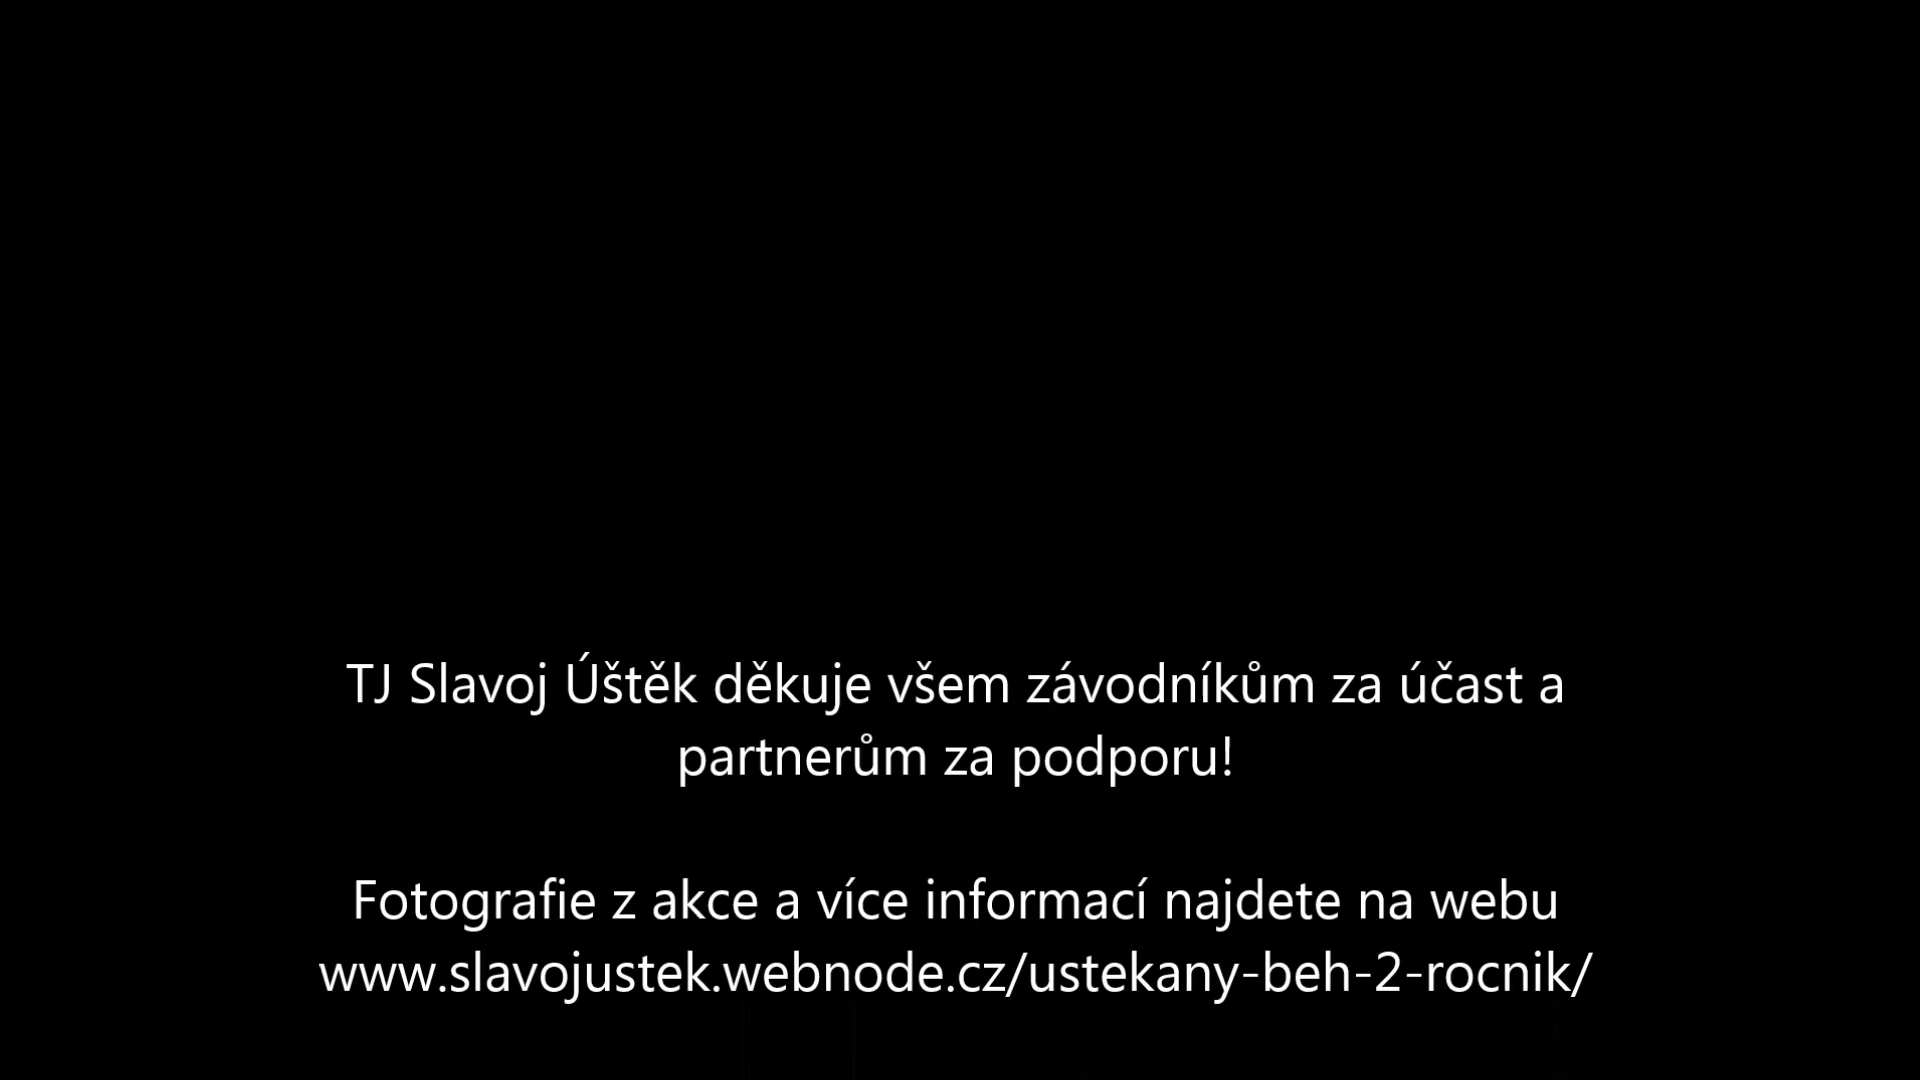 TJ Slavoj Úštěk děkuje všem závodníkům za účast a
partnerům za podporu!
Fotografie z akce a více informací najdete na webu
www.slavojustek.webnode.cz/ustekany-beh-2-rocnik/